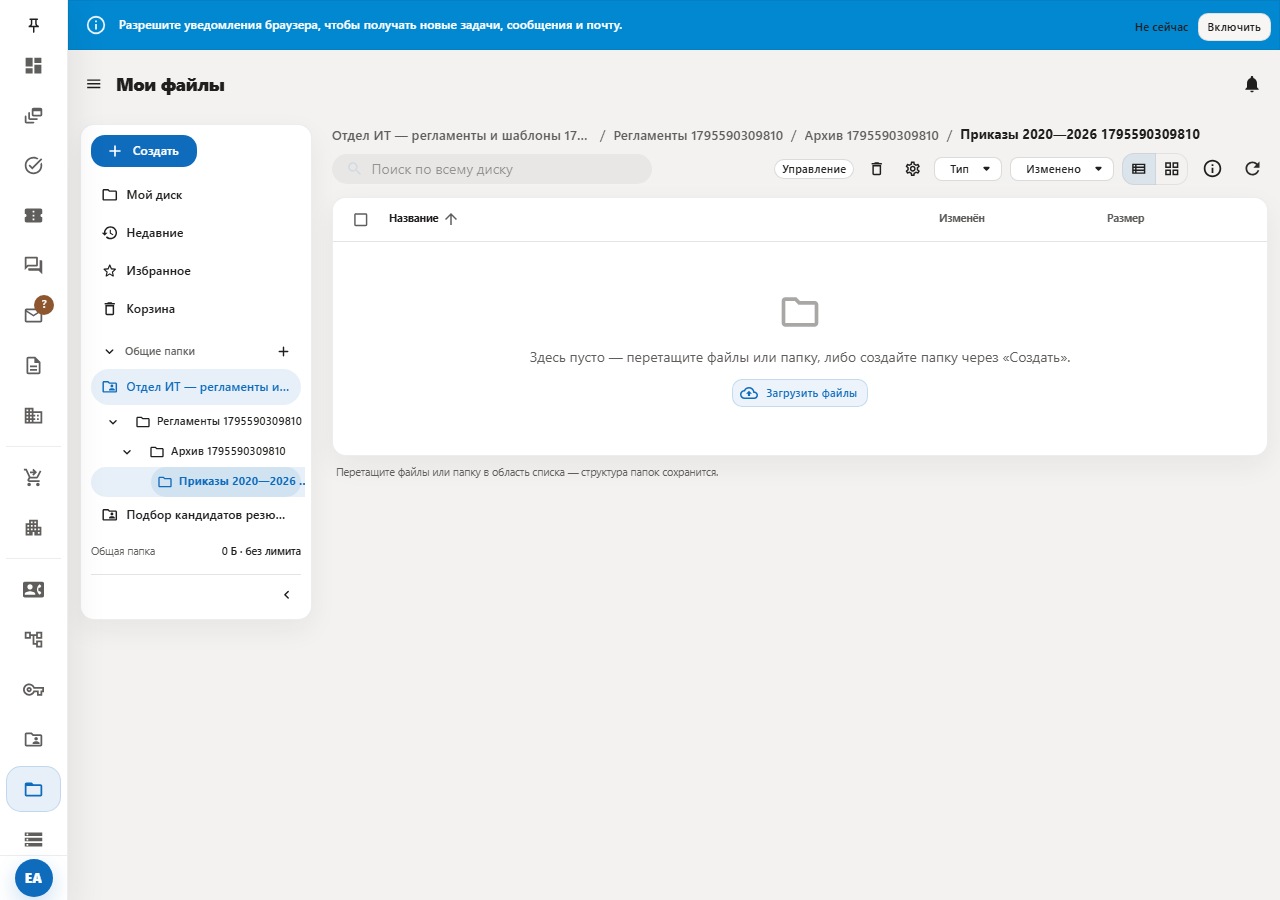 Разрешите уведомления браузера, чтобы получать новые задачи, сообщения и почту.
Не сейчас
Включить
Мои файлы
?
EA
Создать
Мой диск
Недавние
Избранное
Корзина
Общие папки
Отдел ИТ — регламенты и...
Регламенты 1795590309810
Архив 1795590309810
Приказы 2020—2026 ..
Подбор кандидатов резю...
Общая папка
0 Б · без лимита
Отдел ИТ — регламенты и шаблоны 17... / Регламенты 1795590309810 / Архив 1795590309810 / Приказы 2020—2026 1795590309810
Поиск по всему диску
Управление
Тип
Изменено
Название
Изменён
Размер
Здесь пусто — перетащите файлы или папку, либо создайте папку через «Создать».
Загрузить файлы
Перетащите файлы или папку в область списка — структура папок сохранится.